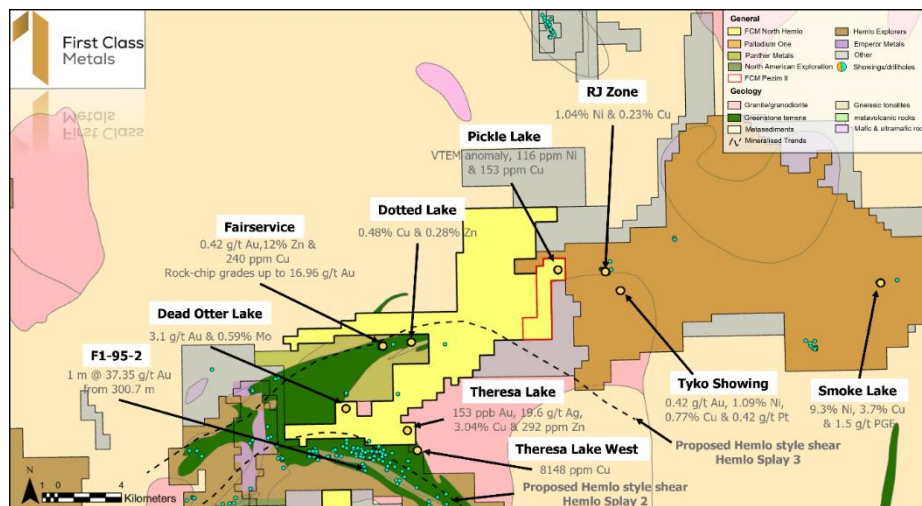 First Class
Metals
General
FCM North Hemlo
Palladium One
Panther Metals
North American Exploration
FCM Pezim II
Hemlo Explorers
Emperor Metals
Other
Showings/drillholes
Geology
Granite/granodiorite
Greenstone terrane
Metasediments
Mineralised Trends
Gneissic tonalites
metavolcanic rocks
Mafic & ultramafic roc
RJ Zone
1.04% Ni & 0.23% Cu
Pickle Lake
VTEM anomaly, 116 ppm Ni
& 153 ppm Cu
Dotted Lake
0.48% Cu & 0.28% Zn
Fairservice
0.42 g/t Au,12% Zn &
240 ppm Cu
Rock-chip grades up to 16.96 g/t Au
Dead Otter Lake
3.1 g/t Au & 0.59% Mo
F1-95-2
1 m @ 37.35 g/t Au
from 300.7 m
Theresa Lake
153 ppb Au, 19.6 g/t Ag,
3.04% Cu & 292 ppm Zn
Theresa Lake West
8148 ppm Cu
Tyko Showing
0.42 g/t Au, 1.09% Ni,
0.77% Cu & 0.42 g/t Pt
Smoke Lake
9.3% Ni, 3.7% Cu
& 1.5 g/t PGE
Proposed Hemlo style shear
Hemlo Splay 3
Proposed Hemlo style shear
Hemlo Splay 2
N
1 0 4
Kilometers